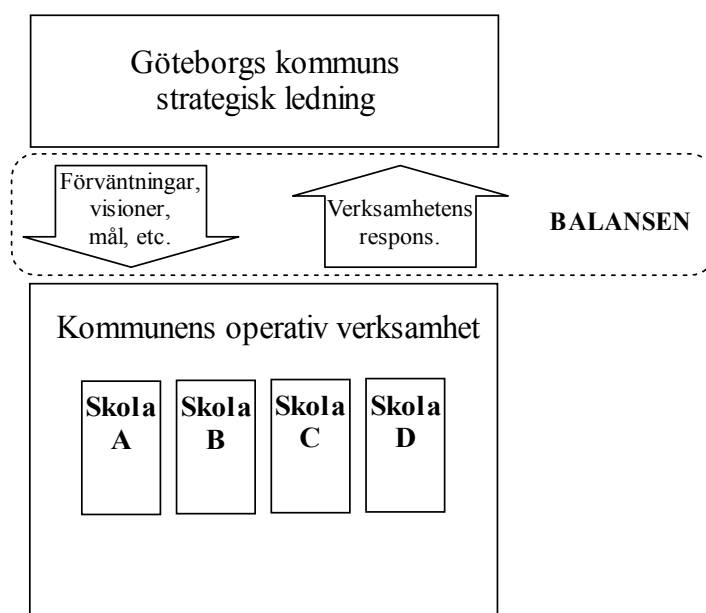 Göteborgs kommuns
strategisk ledning
Förväntningar,
visioner,
mål, etc.
Verksamhetens
respons.
BALANSEN
Kommunens operativ verksamhet
Skola
A
Skola
B
Skola
C
Skola
D